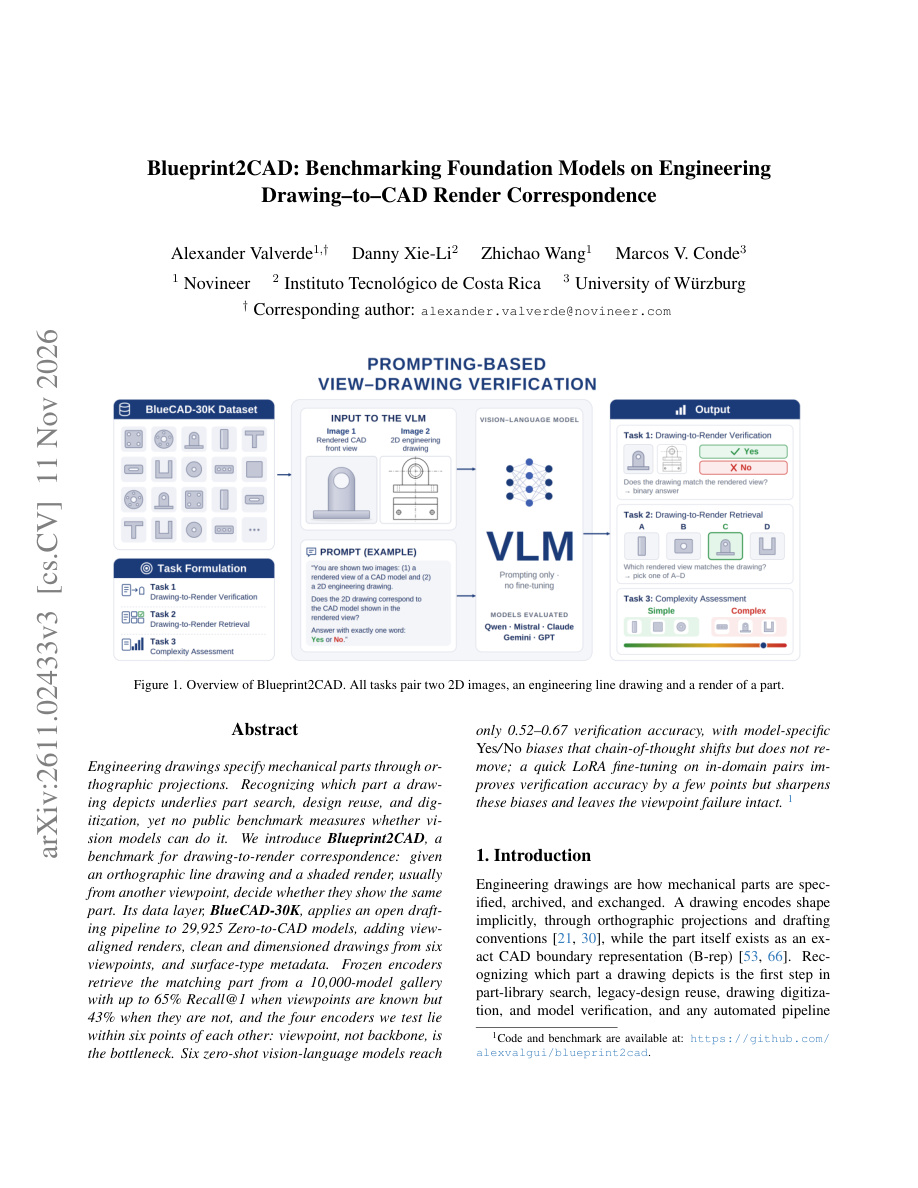 arXiv:2611.02433v3 [cs.CV] 11 Nov 2026
Blueprint2CAD: Benchmarking Foundation Models on Engineering
Drawing–to–CAD Render Correspondence
Alexander Valverde1,† Danny Xie-Li2 Zhichao Wang1 Marcos V. Conde3
1 Novineer 2 Instituto Tecnológico de Costa Rica 3 University of Würzburg
† Corresponding author: alexander.valverde@novineer.com
PROMPTING-BASED
VIEW–DRAWING VERIFICATION
BlueCAD-30K Dataset
Task Formulation
Task 1
Drawing-to-Render Verification
Task 2
Drawing-to-Render Retrieval
Task 3
Complexity Assessment
INPUT TO THE VLM
Image 1 Image 2
Rendered CAD 2D engineering
front view drawing
PROMPT (EXAMPLE)
"You are shown two images: (1) a
rendered view of a CAD model and (2)
a 2D engineering drawing.
Does the 2D drawing correspond to
the CAD model shown in the
rendered view?
Answer with exactly one word:
Yes or No."
VISION–LANGUAGE MODEL
VLM
Prompting only ·
no fine-tuning
MODELS EVALUATED
Qwen · Mistral · Claude
Gemini · GPT
Output
Task 1: Drawing-to-Render Verification
Yes
No
Does the drawing match the rendered view?
→ binary answer
Task 2: Drawing-to-Render Retrieval
A B C D
Which rendered view matches the drawing?
→ pick one of A–D
Task 3: Complexity Assessment
Simple Complex
Figure 1. Overview of Blueprint2CAD. All tasks pair two 2D images, an engineering line drawing and a render of a part.
Abstract
Engineering drawings specify mechanical parts through or-
thographic projections. Recognizing which part a draw-
ing depicts underlies part search, design reuse, and dig-
itization, yet no public benchmark measures whether vi-
sion models can do it. We introduce Blueprint2CAD, a
benchmark for drawing-to-render correspondence: given
an orthographic line drawing and a shaded render, usually
from another viewpoint, decide whether they show the same
part. Its data layer, BlueCAD-30K, applies an open draft-
ing pipeline to 29,925 Zero-to-CAD models, adding view-
aligned renders, clean and dimensioned drawings from six
viewpoints, and surface-type metadata. Frozen encoders
retrieve the matching part from a 10,000-model gallery
with up to 65% Recall@1 when viewpoints are known but
43% when they are not, and the four encoders we test lie
within six points of each other: viewpoint, not backbone, is
the bottleneck. Six zero-shot vision-language models reach
only 0.52–0.67 verification accuracy, with model-specific
Yes/No biases that chain-of-thought shifts but does not re-
move; a quick LoRA fine-tuning on in-domain pairs im-
proves verification accuracy by a few points but sharpens
these biases and leaves the viewpoint failure intact. 1
1. Introduction
Engineering drawings are how mechanical parts are spec-
ified, archived, and exchanged. A drawing encodes shape
implicitly, through orthographic projections and drafting
conventions [21, 30], while the part itself exists as an ex-
act CAD boundary representation (B-rep) [53, 66]. Rec-
ognizing which part a drawing depicts is the first step in
part-library search, legacy-design reuse, drawing digitiza-
tion, and model verification, and any automated pipeline
1Code and benchmark are available at: https://github.com/
alexvalgui/blueprint2cad.